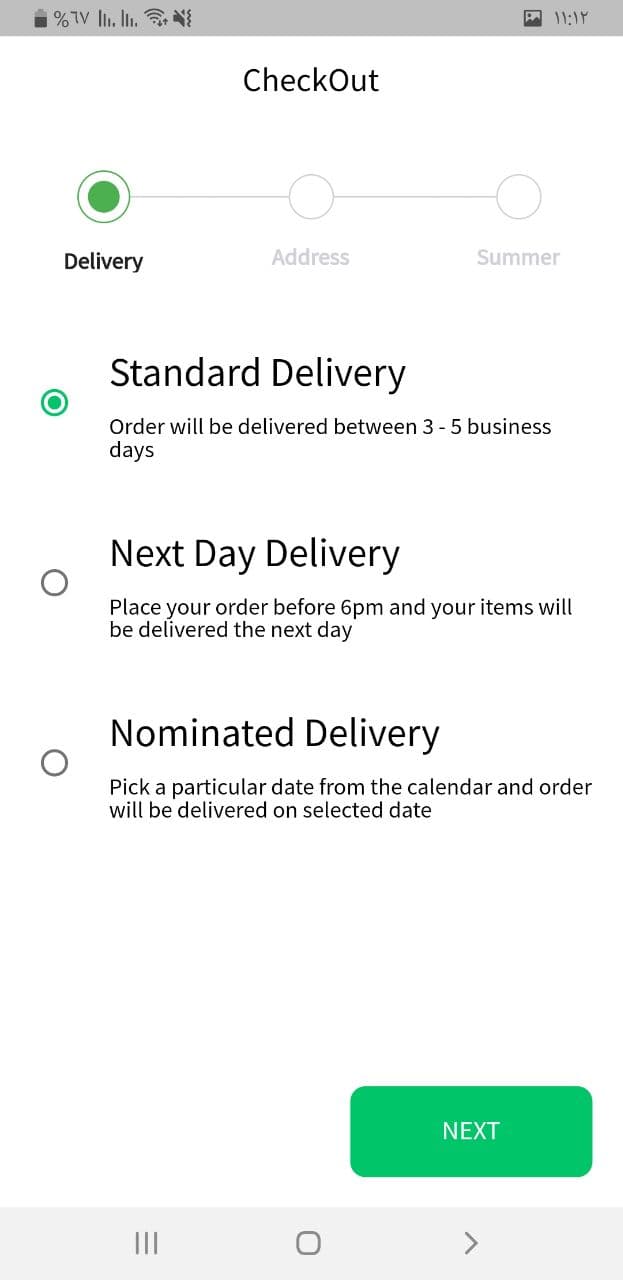 %٦٧ ١١:١٢
CheckOut
Delivery Address Summer
Standard Delivery
Order will be delivered between 3 - 5 business
days
Next Day Delivery
Place your order before 6pm and your items will
be delivered the next day
Nominated Delivery
Pick a particular date from the calendar and order
will be delivered on selected date
NEXT